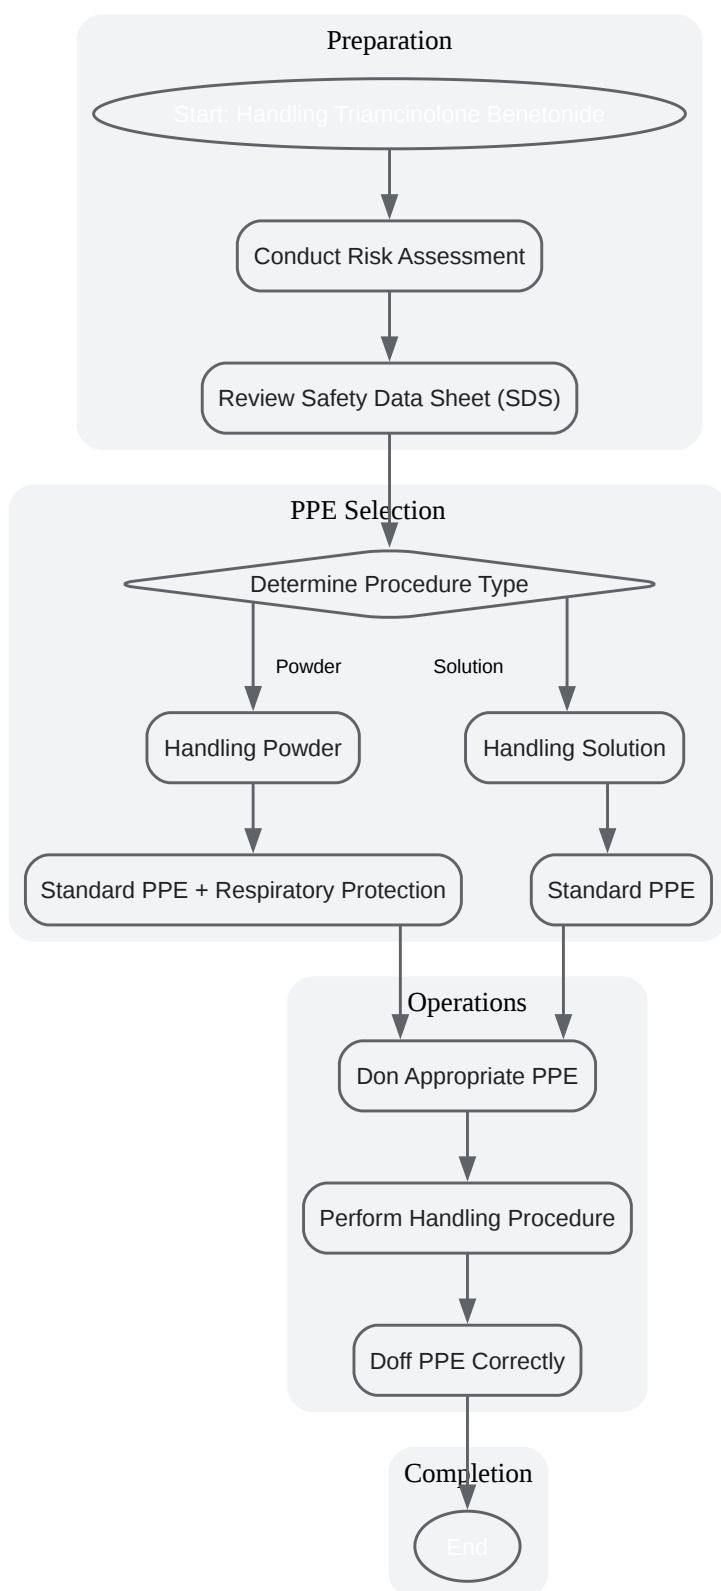 Preparation
Start: Handling Triamcinolone Benetonide
Conduct Risk Assessment
Review Safety Data Sheet (SDS)
PPE Selection
Determine Procedure Type
Powder
Solution
Handling Powder
Handling Solution
Standard PPE + Respiratory Protection
Standard PPE
Operations
Don Appropriate PPE
Perform Handling Procedure
Doff PPE Correctly
Completion
End